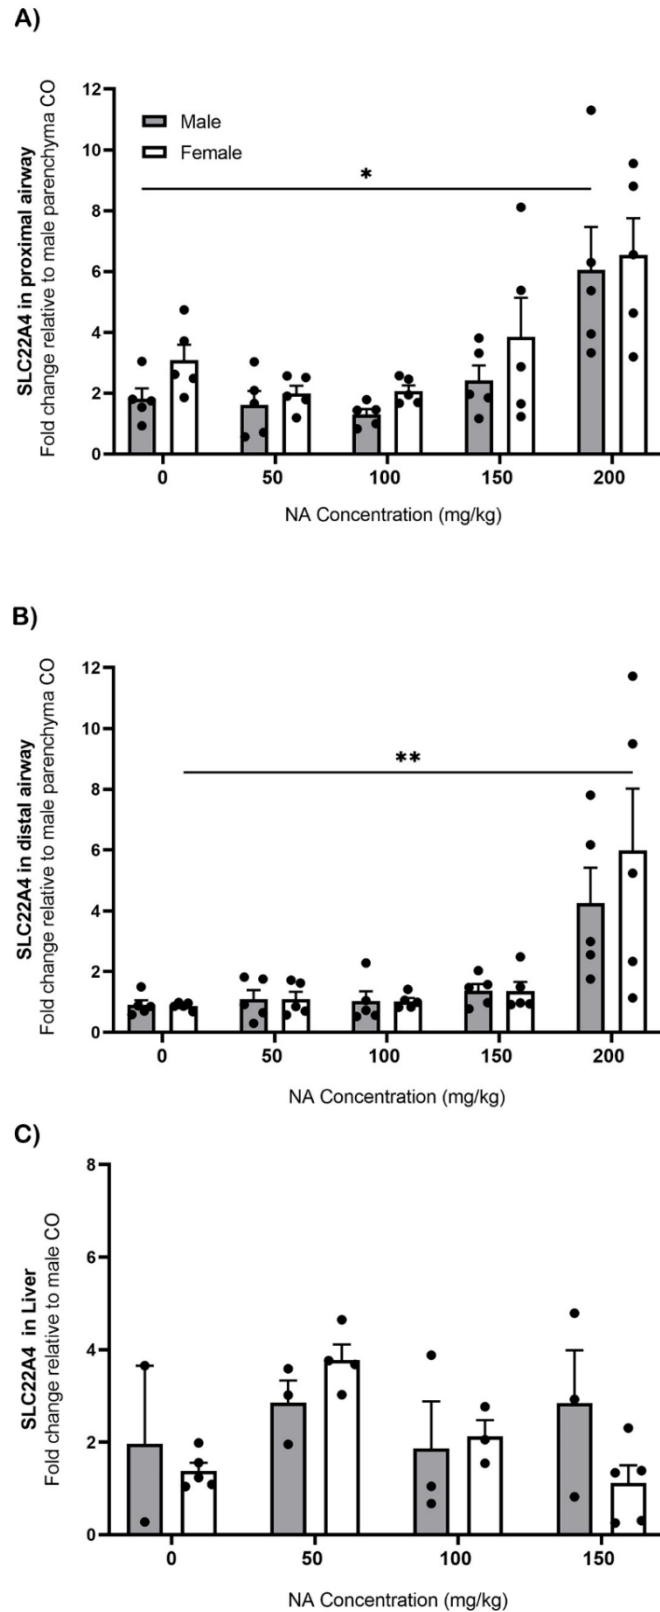 A)
SLC22A4 in proximal airway
Fold change relative to male parenchyma CO
12
10
8
6
4
2
0
Male
Female
*
0 50 100 150 200
NA Concentration (mg/kg)
B)
SLC22A4 in distal airway
Fold change relative to male parenchyma CO
12
10
8
6
4
2
0
**
0 50 100 150 200
NA Concentration (mg/kg)
C)
SLC22A4 in Liver
Fold change relative to male CO
8
6
4
2
0
0 50 100 150
NA Concentration (mg/kg)